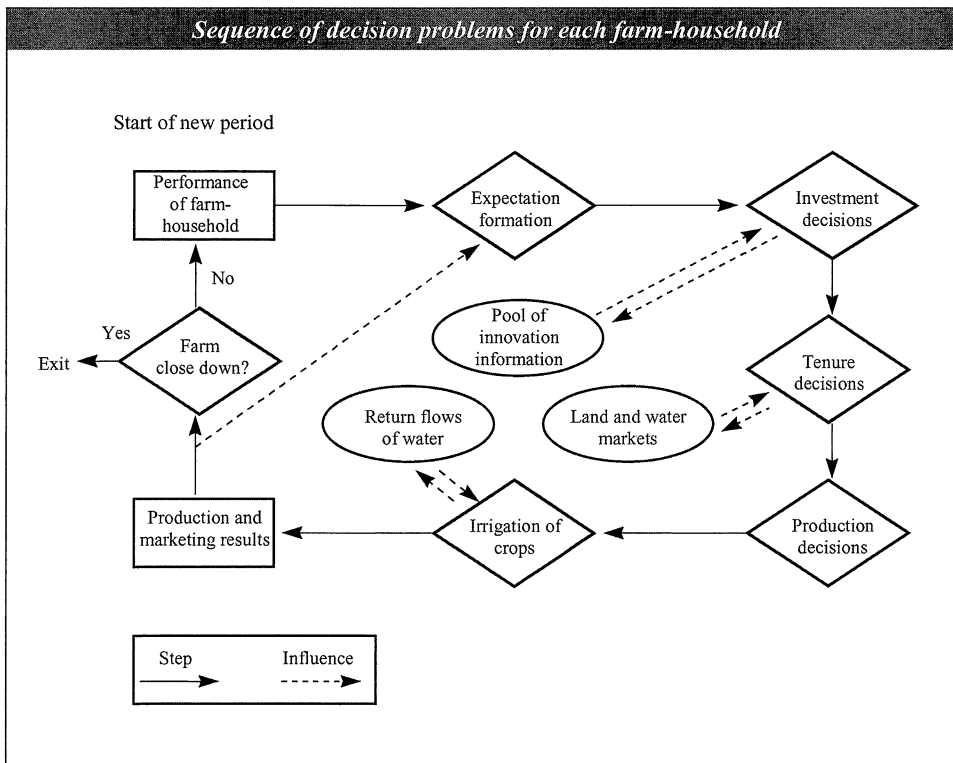 Sequence of decision problems for each farm-household
Start of new period
Performance
of farm-
household
Expectation
formation
Investment
decisions
No
Pool of
innovation
information
Yes
Exit
Farm
close down?
Tenure
decisions
Return flows
of water
Land and water
markets
Production and
marketing results
Irrigation of
crops
Production
decisions
Step
Influence